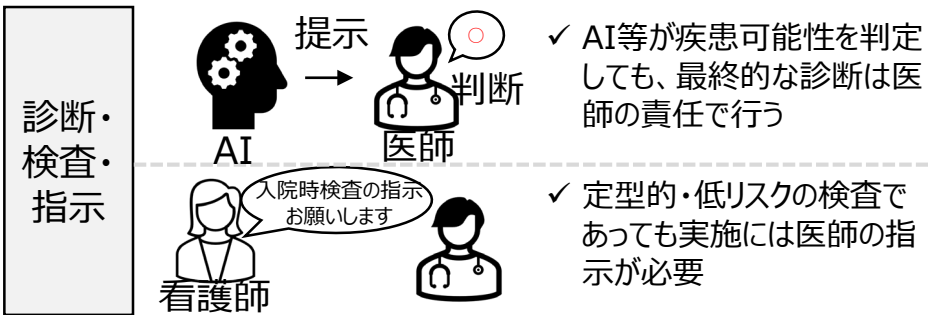 診断・
検査・
指示
提示
○
判断
AI
医師
✓ AI等が疾患可能性を判定
しても、最終的な診断は医
師の責任で行う
入院時検査の指示
お願いします
看護師
✓ 定型的・低リスクの検査で
あっても実施には医師の指
示が必要